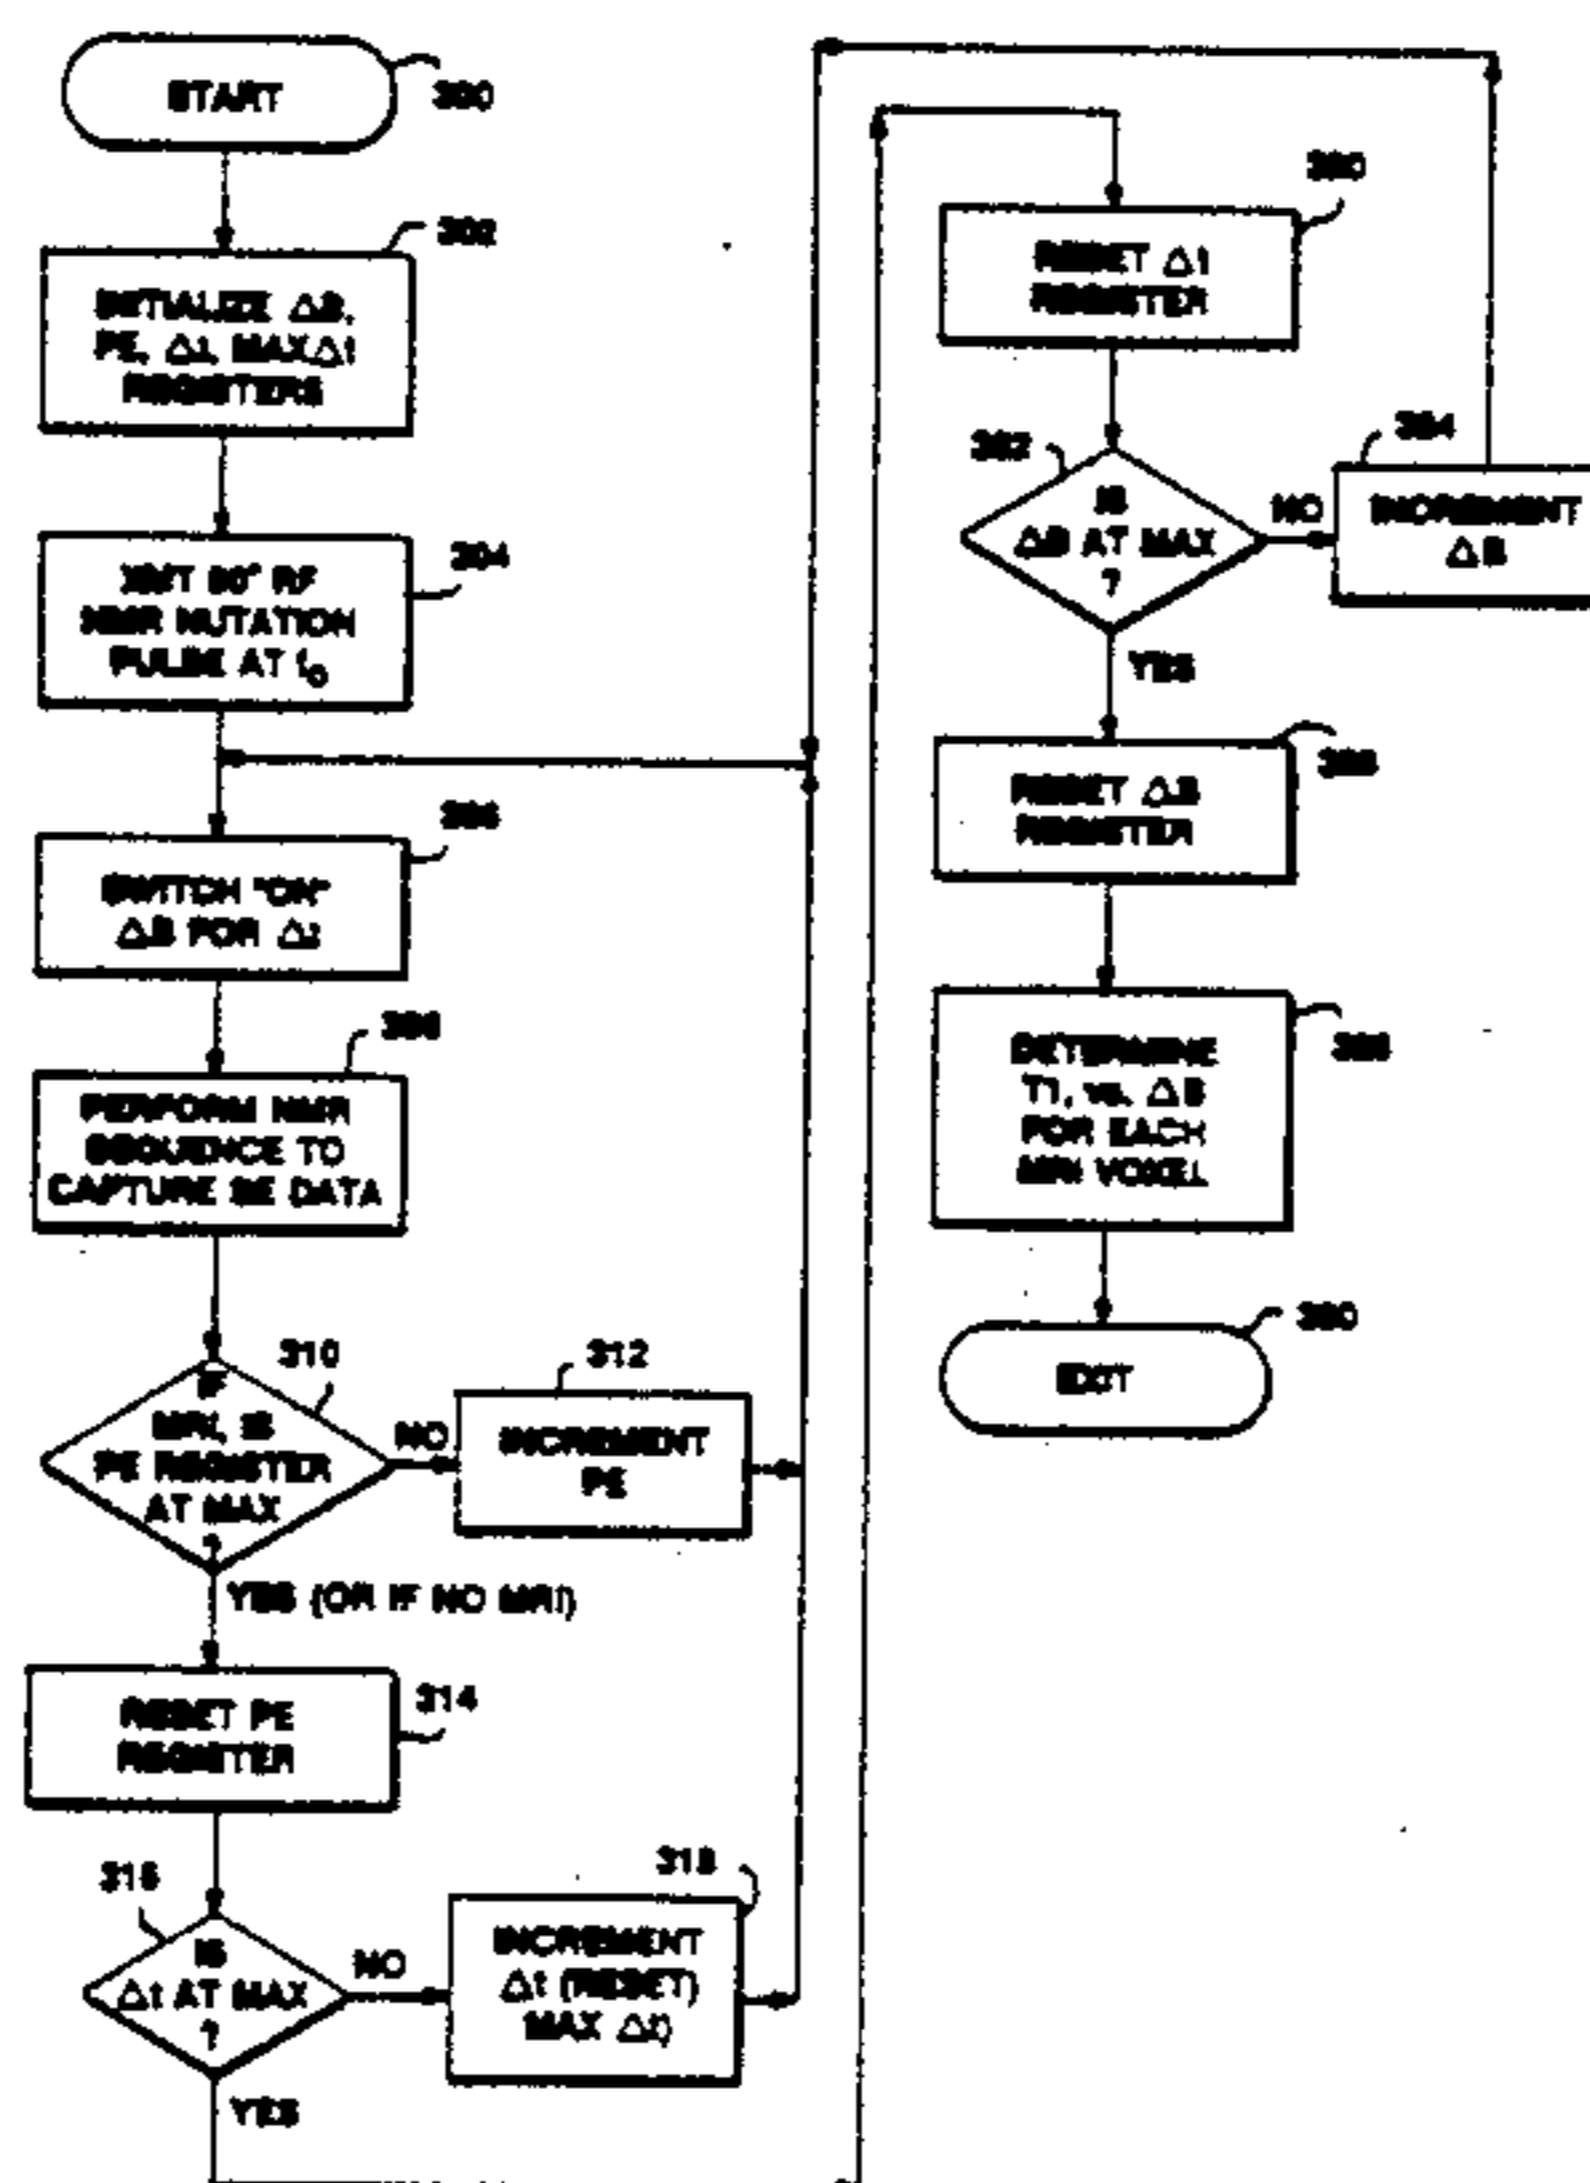 START
300
302
INITIALIZE ΔB,
PE, Δt, MAX Δt
REGISTERS
304
XMT 90° RF
NMR NUTATION
PULSE AT f₀
306
SWITCH "ON"
ΔB FOR Δt
308
PERFORM NMR
SEQUENCE TO
CAPTURE SE DATA
310
IF
MRI, IS
PE REGISTER
AT MAX
?
NO
312
INCREMENT
PE
YES (OR IF NO MRI)
314
RESET PE
REGISTER
316
IS
Δt AT MAX
?
NO
318
INCREMENT
Δt (RESET)
MAX Δt)
YES
RESET Δt
REGISTER
IS
ΔB AT MAX
?
NO
INCREMENT
ΔB
YES
RESET ΔB
REGISTER
DETERMINE
T1, vs. ΔB
FOR EACH
MRI VOXEL
EXIT